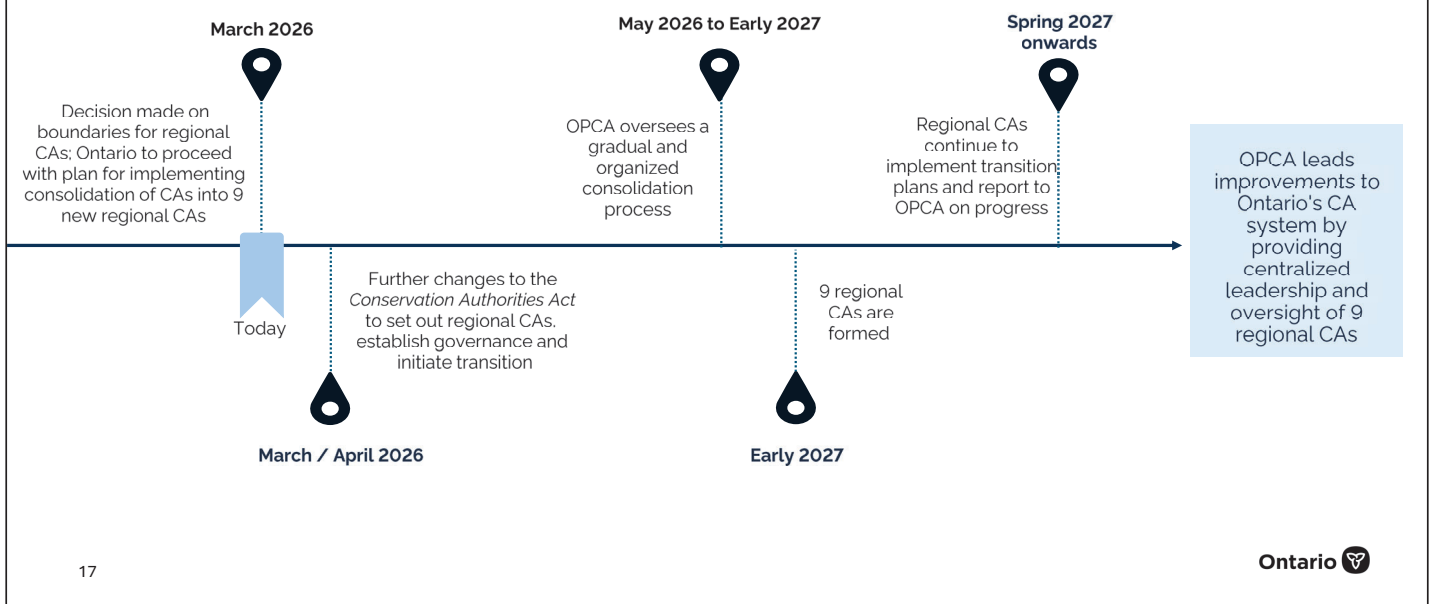 March 2026
Decision made on
boundaries for regional
CAs; Ontario to proceed
with plan for implementing
consolidation of CAs into 9
new regional CAs
Today
Further changes to the
Conservation Authorities Act
to set out regional CAs,
establish governance and
initiate transition
March / April 2026
May 2026 to Early 2027
OPCA oversees a
gradual and
organized
consolidation
process
9 regional
CAs are
formed
Early 2027
Spring 2027
onwards
Regional CAs
continue to
implement transition
plans and report to
OPCA on progress
OPCA leads
improvements to
Ontario's CA
system by
providing
centralized
leadership and
oversight of 9
regional CAs
17
Ontario